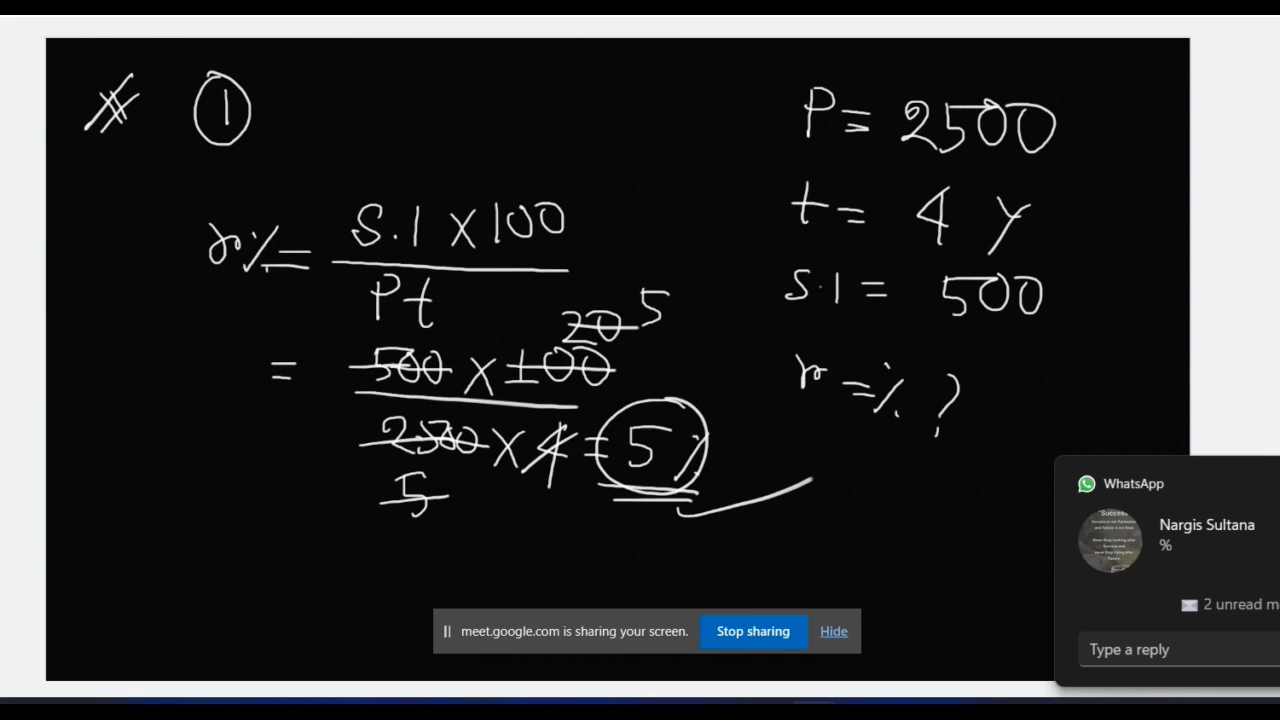 ①
P = 2500
t = 4 y
S.I = 500
r = % ?
r% = S.I × 100
Pt
20 5
= 500 × 100
2500 × 4 = 5%
5
WhatsApp
"Success
Nargis Sultana
%
2 unread m
Type a reply
meet.google.com is sharing your screen. Stop sharing Hide